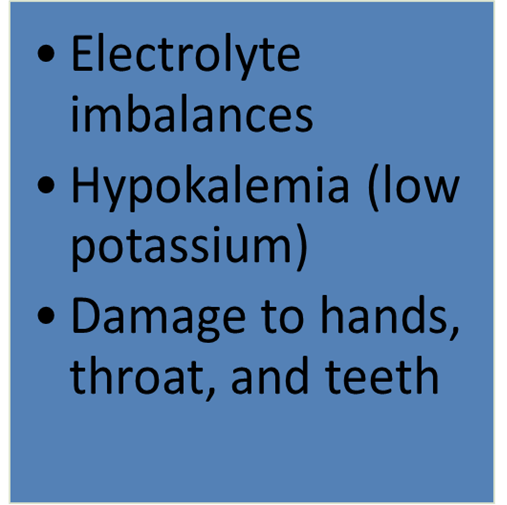 • Electrolyte
imbalances
• Hypokalemia (low
potassium)
• Damage to hands,
throat, and teeth